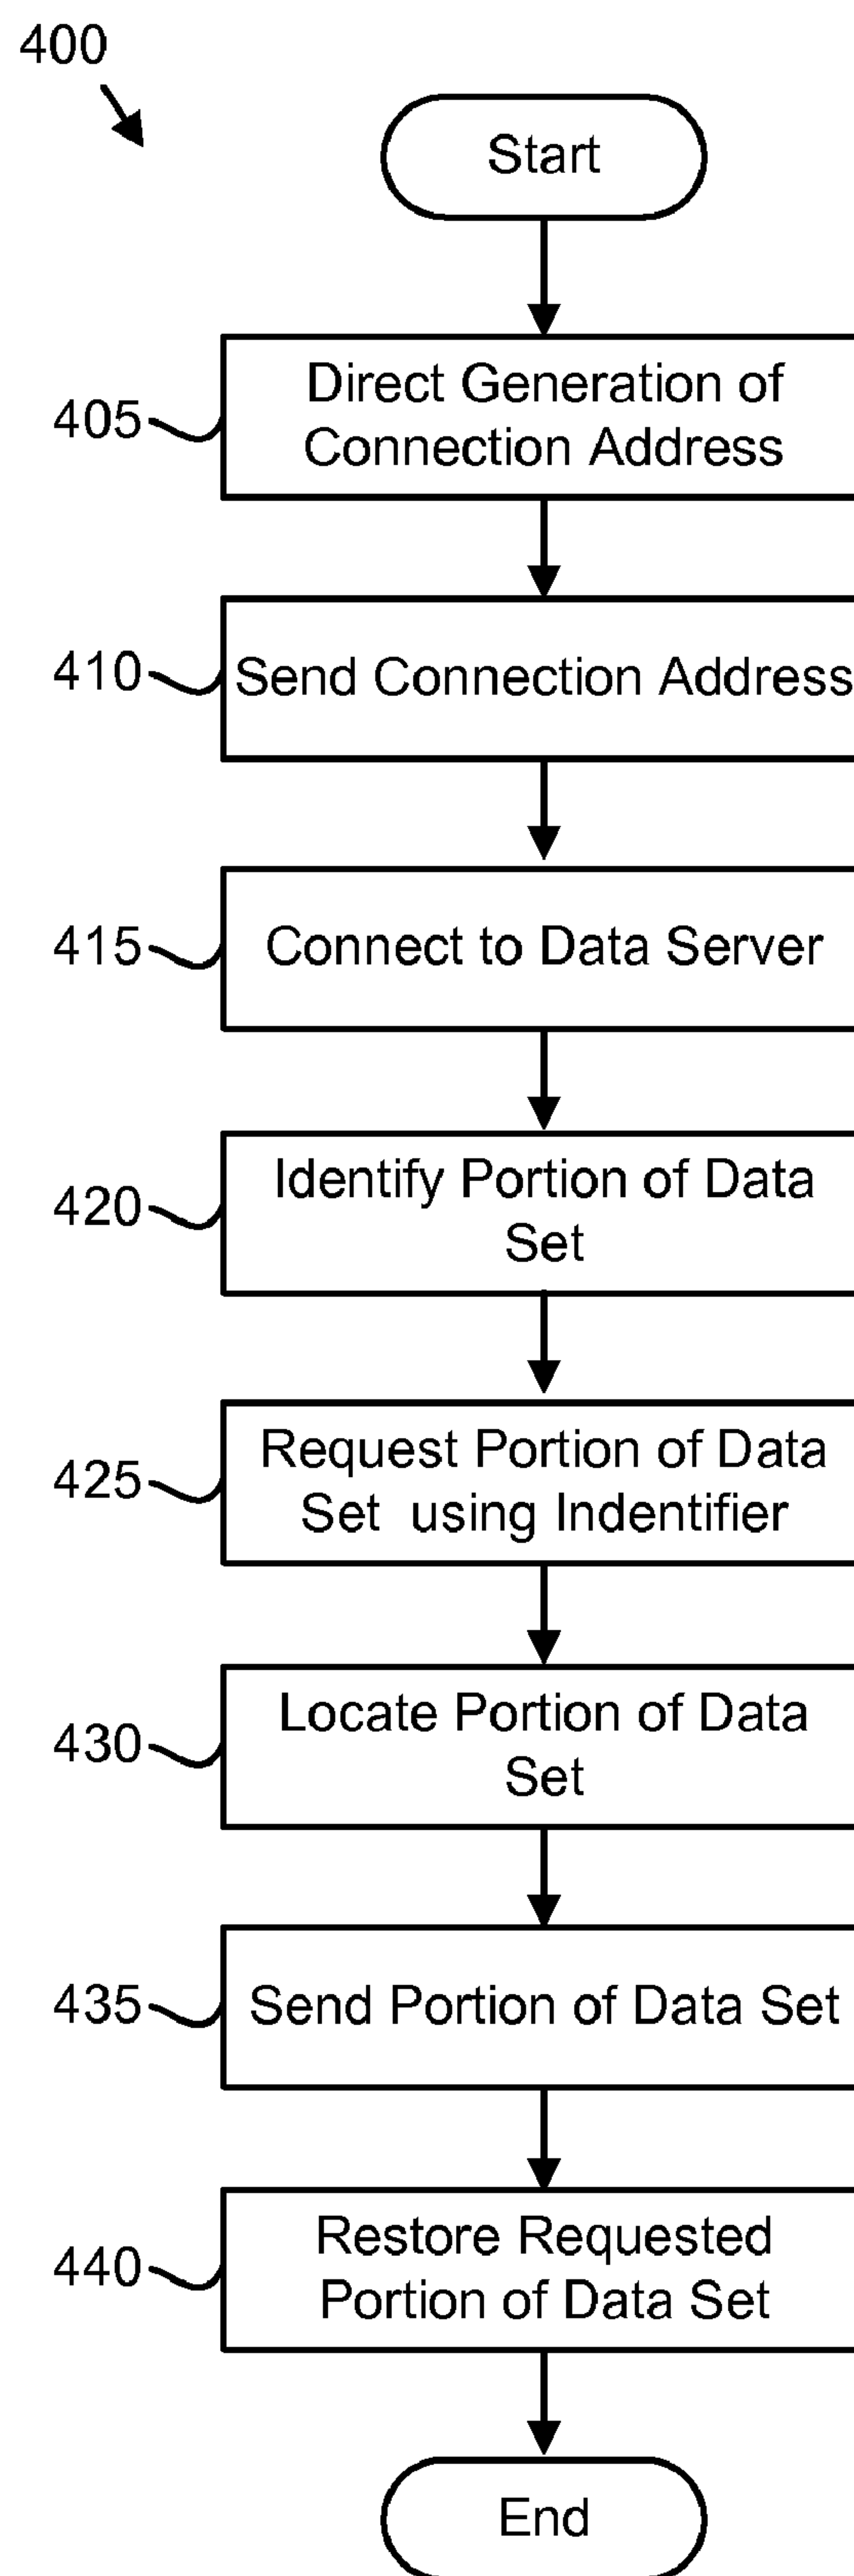 400
Start
405
Direct Generation of
Connection Address
410
Send Connection Address
415
Connect to Data Server
420
Identify Portion of Data
Set
425
Request Portion of Data
Set  using Indentifier
430
Locate Portion of Data
Set
435
Send Portion of Data Set
440
Restore Requested
Portion of Data Set
End